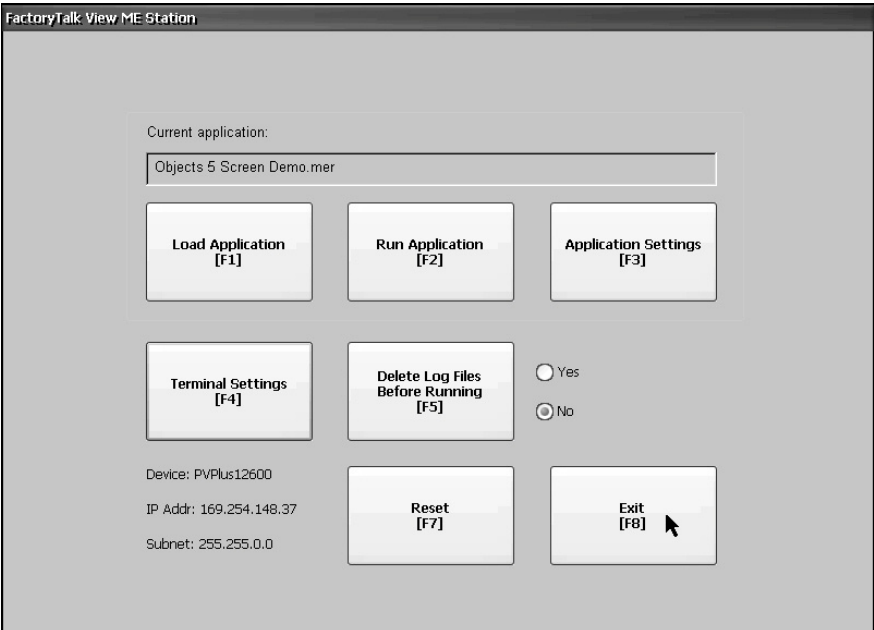 FactoryTalk View ME Station
Current application:
Objects 5 Screen Demo.mer
Load Application
[F1]
Run Application
[F2]
Application Settings
[F3]
Terminal Settings
[F4]
Delete Log Files
Before Running
[F5]
Yes
No
Device: PVPlus12600
IP Addr: 169.254.148.37
Subnet: 255.255.0.0
Reset
[F7]
Exit
[F8]